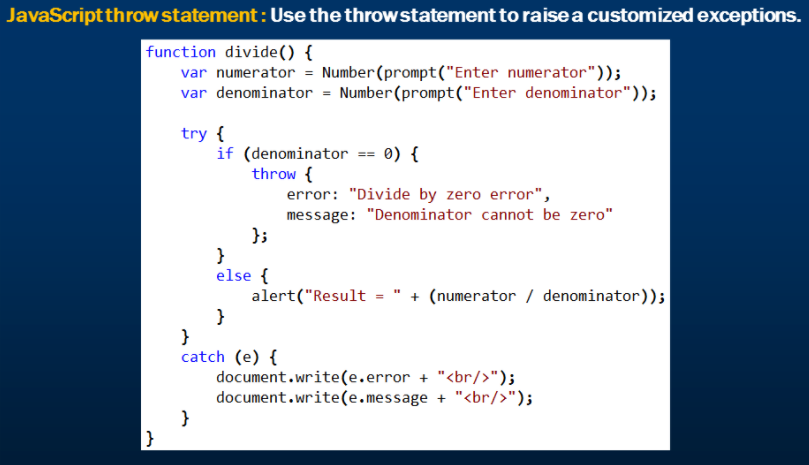 JavaScript throw statement : Use the throw statement to raise a customized exceptions.
function divide() {
    var numerator = Number(prompt("Enter numerator"));
    var denominator = Number(prompt("Enter denominator"));

    try {
        if (denominator == 0) {
            throw {
                error: "Divide by zero error",
                message: "Denominator cannot be zero"
            };
        }
        else {
            alert("Result = " + (numerator / denominator));
        }
    }
    catch (e) {
        document.write(e.error + "<br/>");
        document.write(e.message + "<br/>");
    }
}